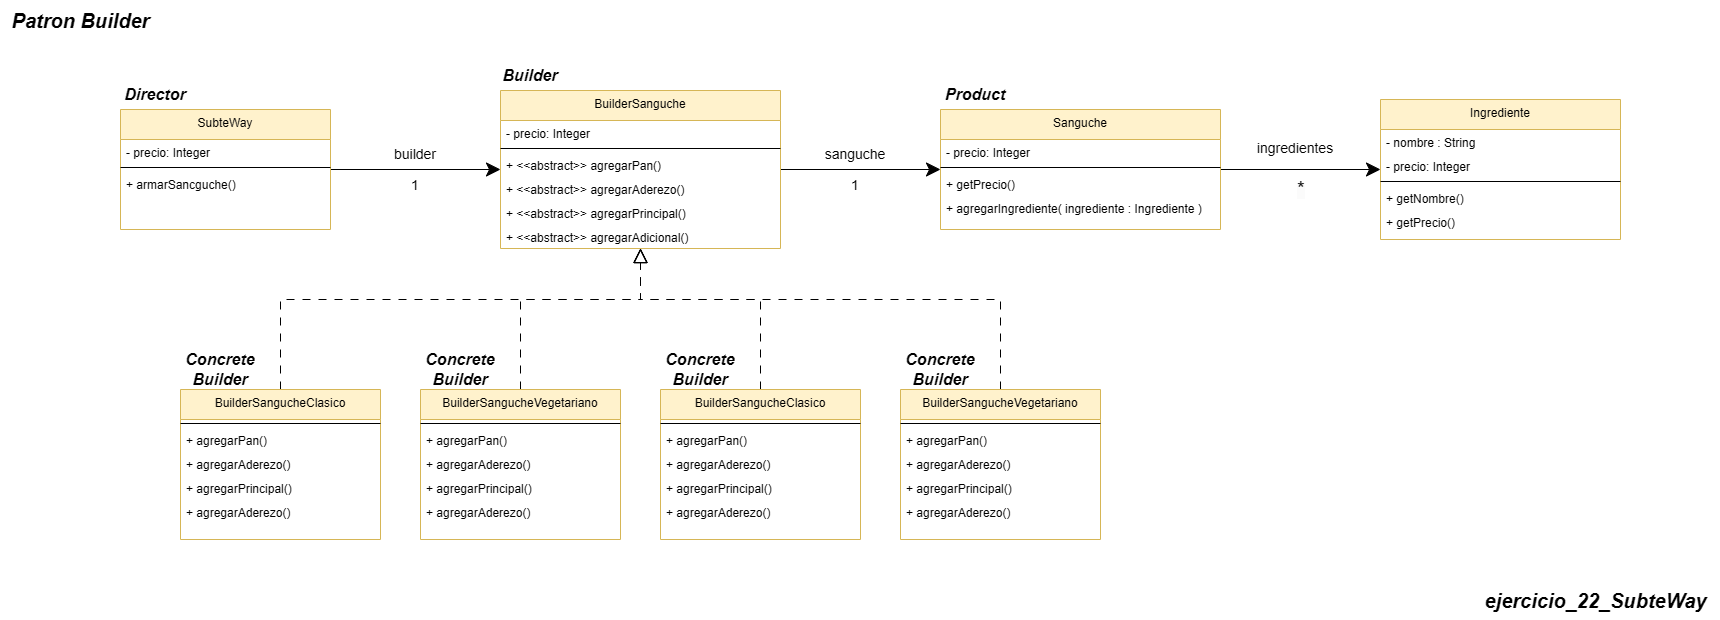 Patron Builder
Director
SubteWay
- precio: Integer
+ armarSancguche()
builder
1
Builder
BuilderSanguche
- precio: Integer
+ <<abstract>> agregarPan()
+ <<abstract>> agregarAderezo()
+ <<abstract>> agregarPrincipal()
+ <<abstract>> agregarAdicional()
sanguche
1
Product
Sanguche
- precio: Integer
+ getPrecio()
+ agregarIngrediente( ingrediente : Ingrediente )
ingredientes
*
Ingrediente
- nombre : String
- precio: Integer
+ getNombre()
+ getPrecio()
Concrete
Builder
BuilderSangucheClasico
+ agregarPan()
+ agregarAderezo()
+ agregarPrincipal()
+ agregarAderezo()
Concrete
Builder
BuilderSangucheVegetariano
+ agregarPan()
+ agregarAderezo()
+ agregarPrincipal()
+ agregarAderezo()
Concrete
Builder
BuilderSangucheClasico
+ agregarPan()
+ agregarAderezo()
+ agregarPrincipal()
+ agregarAderezo()
Concrete
Builder
BuilderSangucheVegetariano
+ agregarPan()
+ agregarAderezo()
+ agregarPrincipal()
+ agregarAderezo()
ejercicio_22_SubteWay